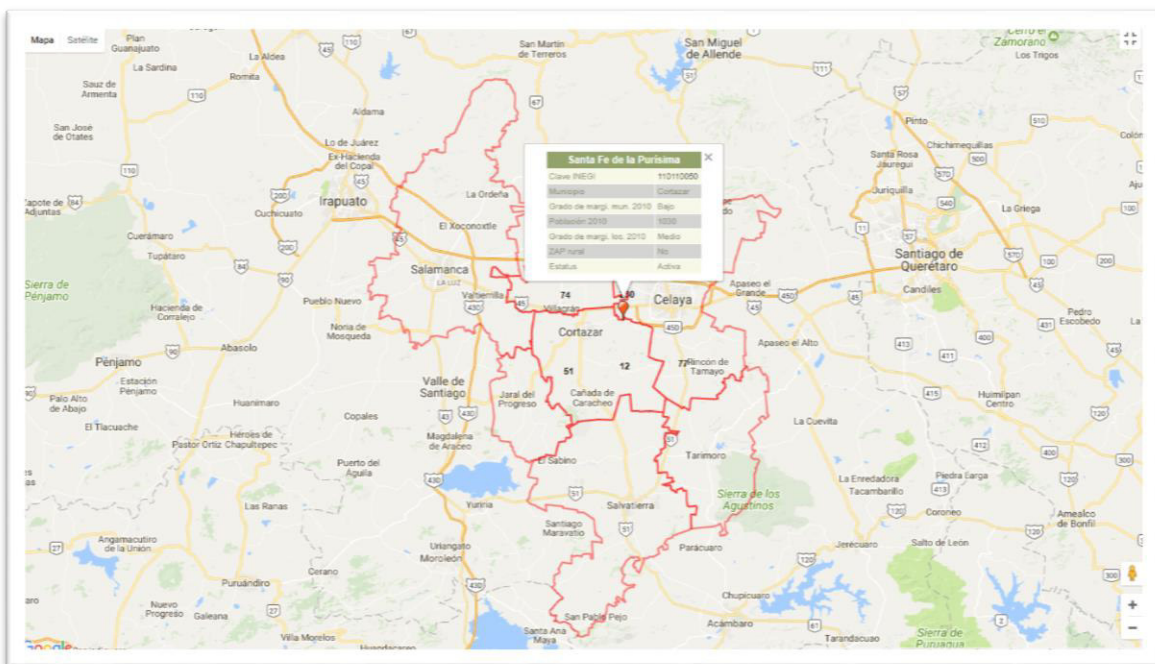 Mapa Satélite
Plan Guanajuato
La Sardina
Romita
La Aldea
Sauz de Armenta
San José de Otates
Aldama
Lo de Juárez
Ex-Hacienda del Copal
Irapuato
Cuchicuato
Cuerámaro
Tupátaro
Sierra de Pénjamo
Hacienda de Corralejo
Abasolo
Pueblo Nuevo
Noria de Mosqueda
Pénjamo
Estación Pénjamo
Palo Alto de Abajo
El Tlacuache
Huanímaro
Copales
Héroes de Chapultepec
Pastor Ortiz
Puerto del Águila
Las Ranas
Angamacutiro de la Unión
Puruándiro
Cerano
Nuevo Progreso
Galeana
Villa Morelos
Huandacareo
San Martín de Terreros
San Miguel de Allende
Cerro el Zamorano
Los Trigos
Pinto
Chichimequillas
Santa Rosa Jauregui
Juriquilla
La Griega
Santiago de Querétaro
Candiles
Pedro Escobedo
Apaseo el Grande
Apaseo el Alto
Huimilpan
Centro
La Ordeña
El Xoconoxtle
Salamanca
LA LUZ
Valtierrilla
Villagrán
Celaya
Cortazar
Rincón de Tamayo
Jaral del Progreso
Cañada de Caracheo
Valle de Santiago
Magdalena de Araceo
El Sabino
Tarimoro
La Cuevita
Sierra de los Agustinos
Salvatierra
Yuriria
Santiago Maravatío
Uriangato
Moroleón
Parácuaro
San Pablo Pejo
Santa Ana Maya
Acámbaro
Chupicuaro
Jerécuaro
Tarandacuao
La Enredadora
Tacambarillo
Piedra Larga
Coroneo
Salto de León
Amealco de Bonfil
Sierra de Puruagua
74
51
12
77
Santa Fe de la Purísima
Clave INEGI 110110050
Municipio Cortazar
Grado de margi. mun. 2010 Bajo
Población 2010 1030
Grado de margi. loc. 2010 Medio
ZAP rural No
Estatus Activa